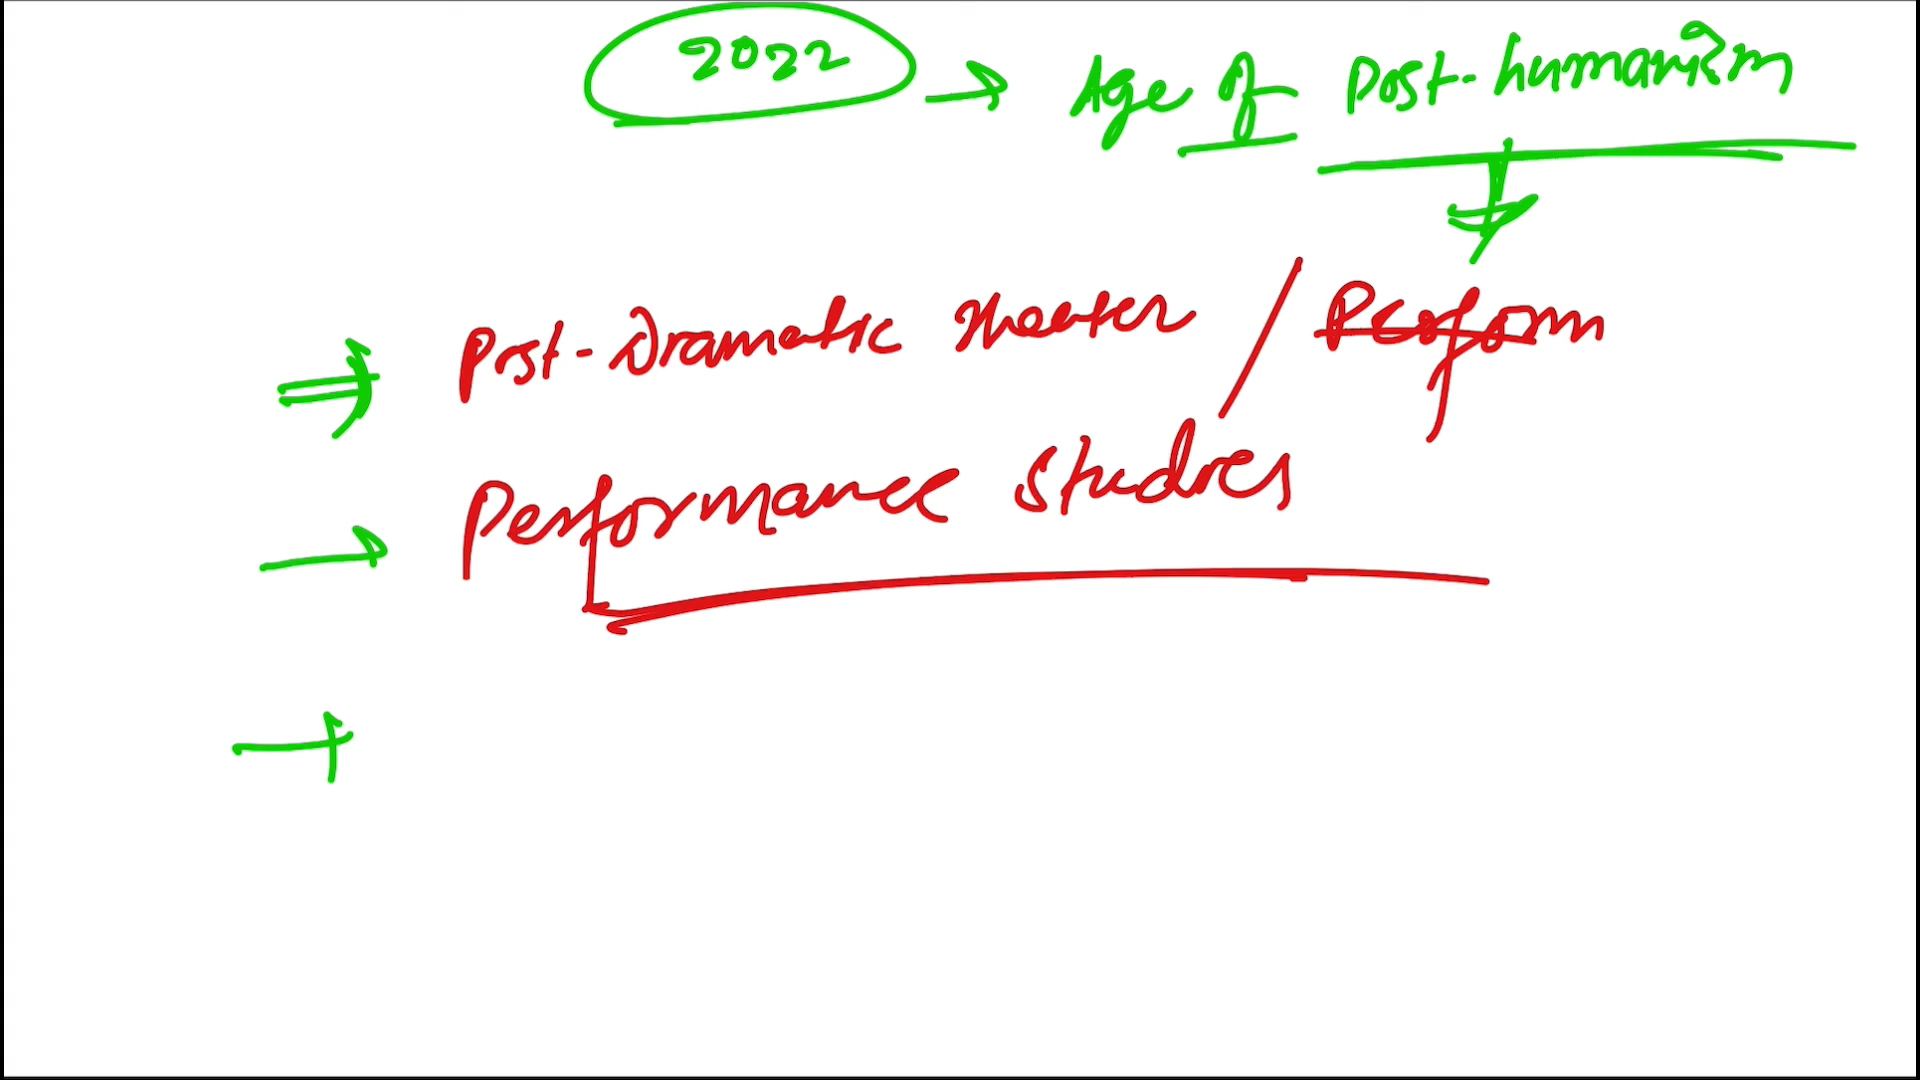 2022 → Age of Post-humanism
⇒ Post-Dramatic Theater / Perform
→ Performance Studies
→